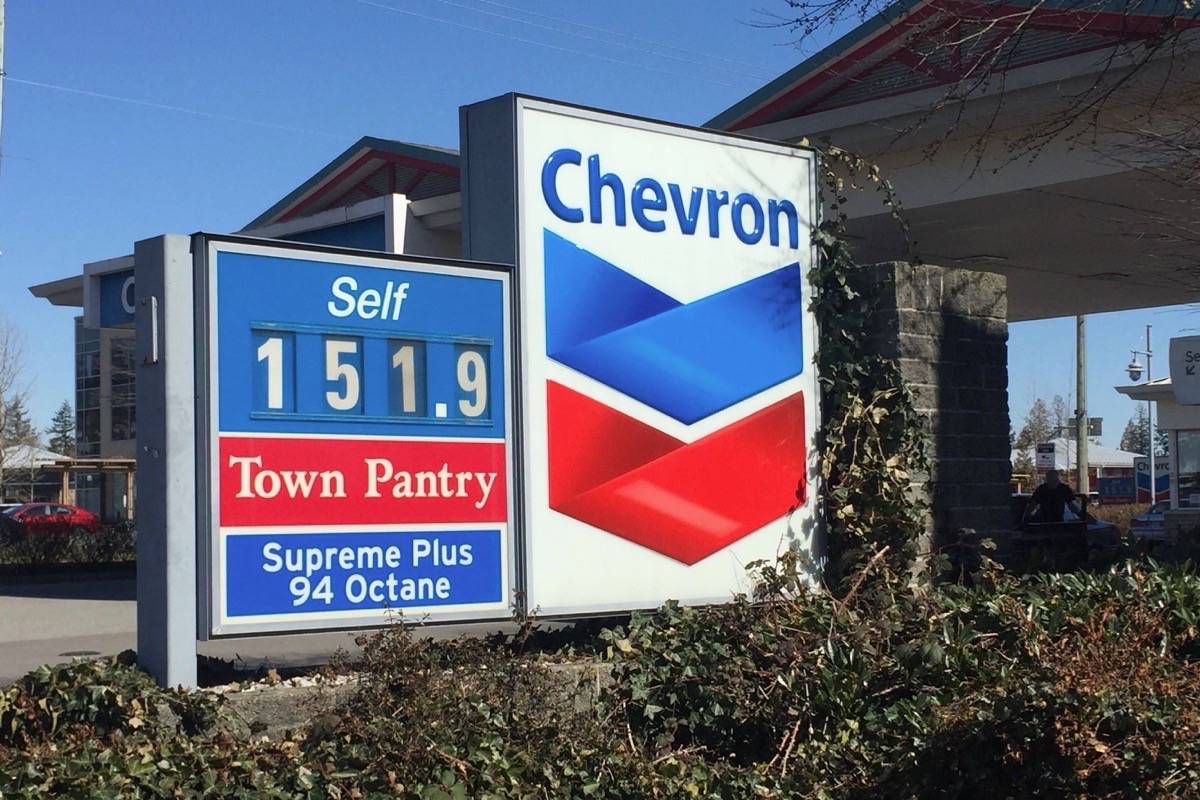 Chevron
Self
151.9
Town Pantry
Supreme Plus
94 Octane